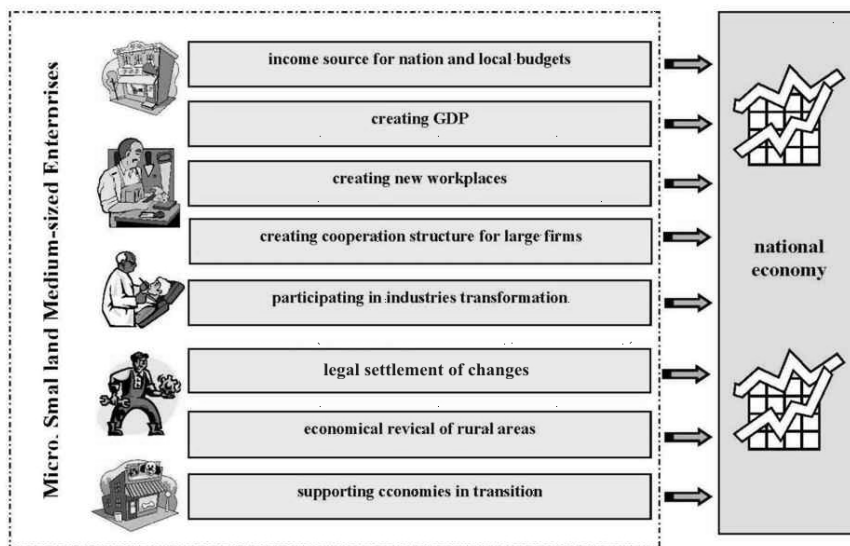 Micro. Smal land Medium-sized Enternrises
income source for nation and local budgets
creating GDP
creating new workplaces
creating cooperation structure for large firms
participating in industries transformation
legal settlement of changes
economical revical of rural areas
supporting cconomies in transition
national
economy